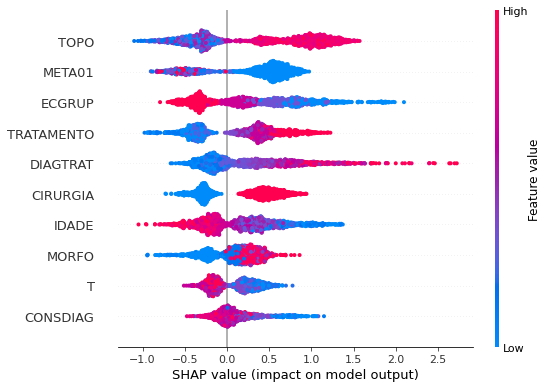 High
TOPO
META01
ECGRUP
TRATAMENTO
DIAGTRAT
CIRURGIA
IDADE
MORFO
T
CONSDIAG
Feature value
Low
−1.0 −0.5 0.0 0.5 1.0 1.5 2.0 2.5
SHAP value (impact on model output)